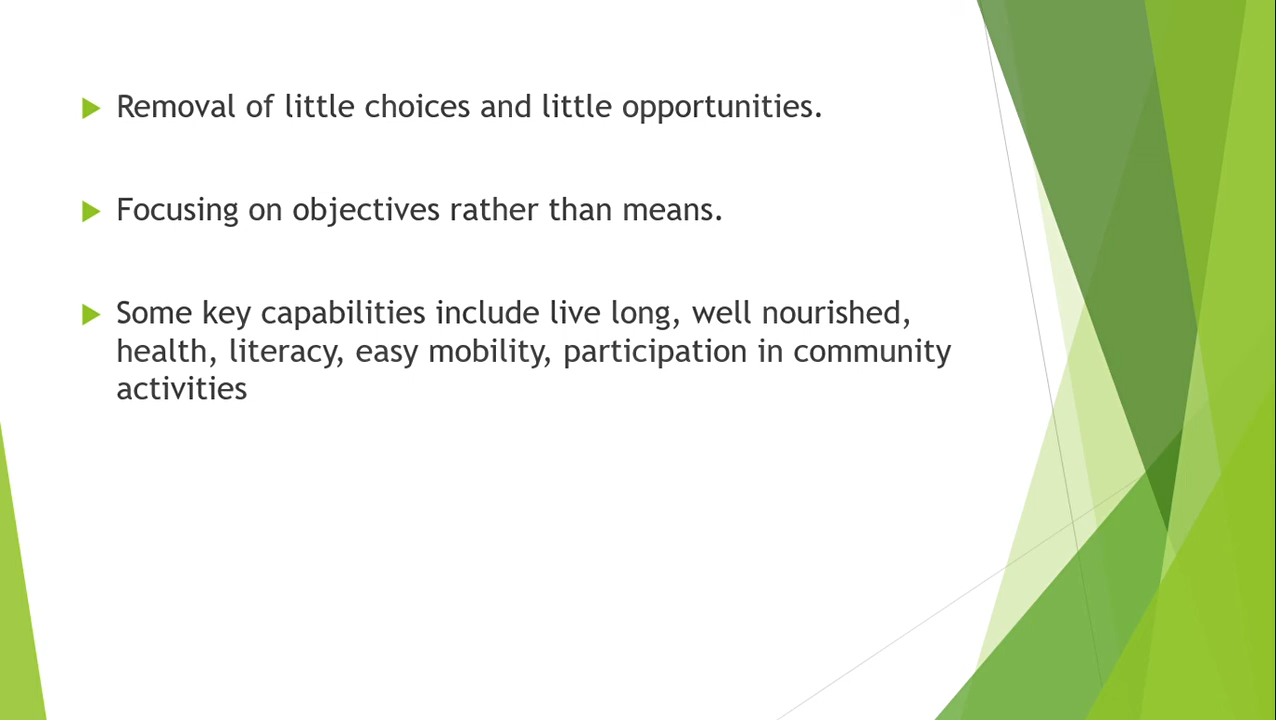 Removal of little choices and little opportunities.
Focusing on objectives rather than means.
Some key capabilities include live long, well nourished,
health, literacy, easy mobility, participation in community
activities